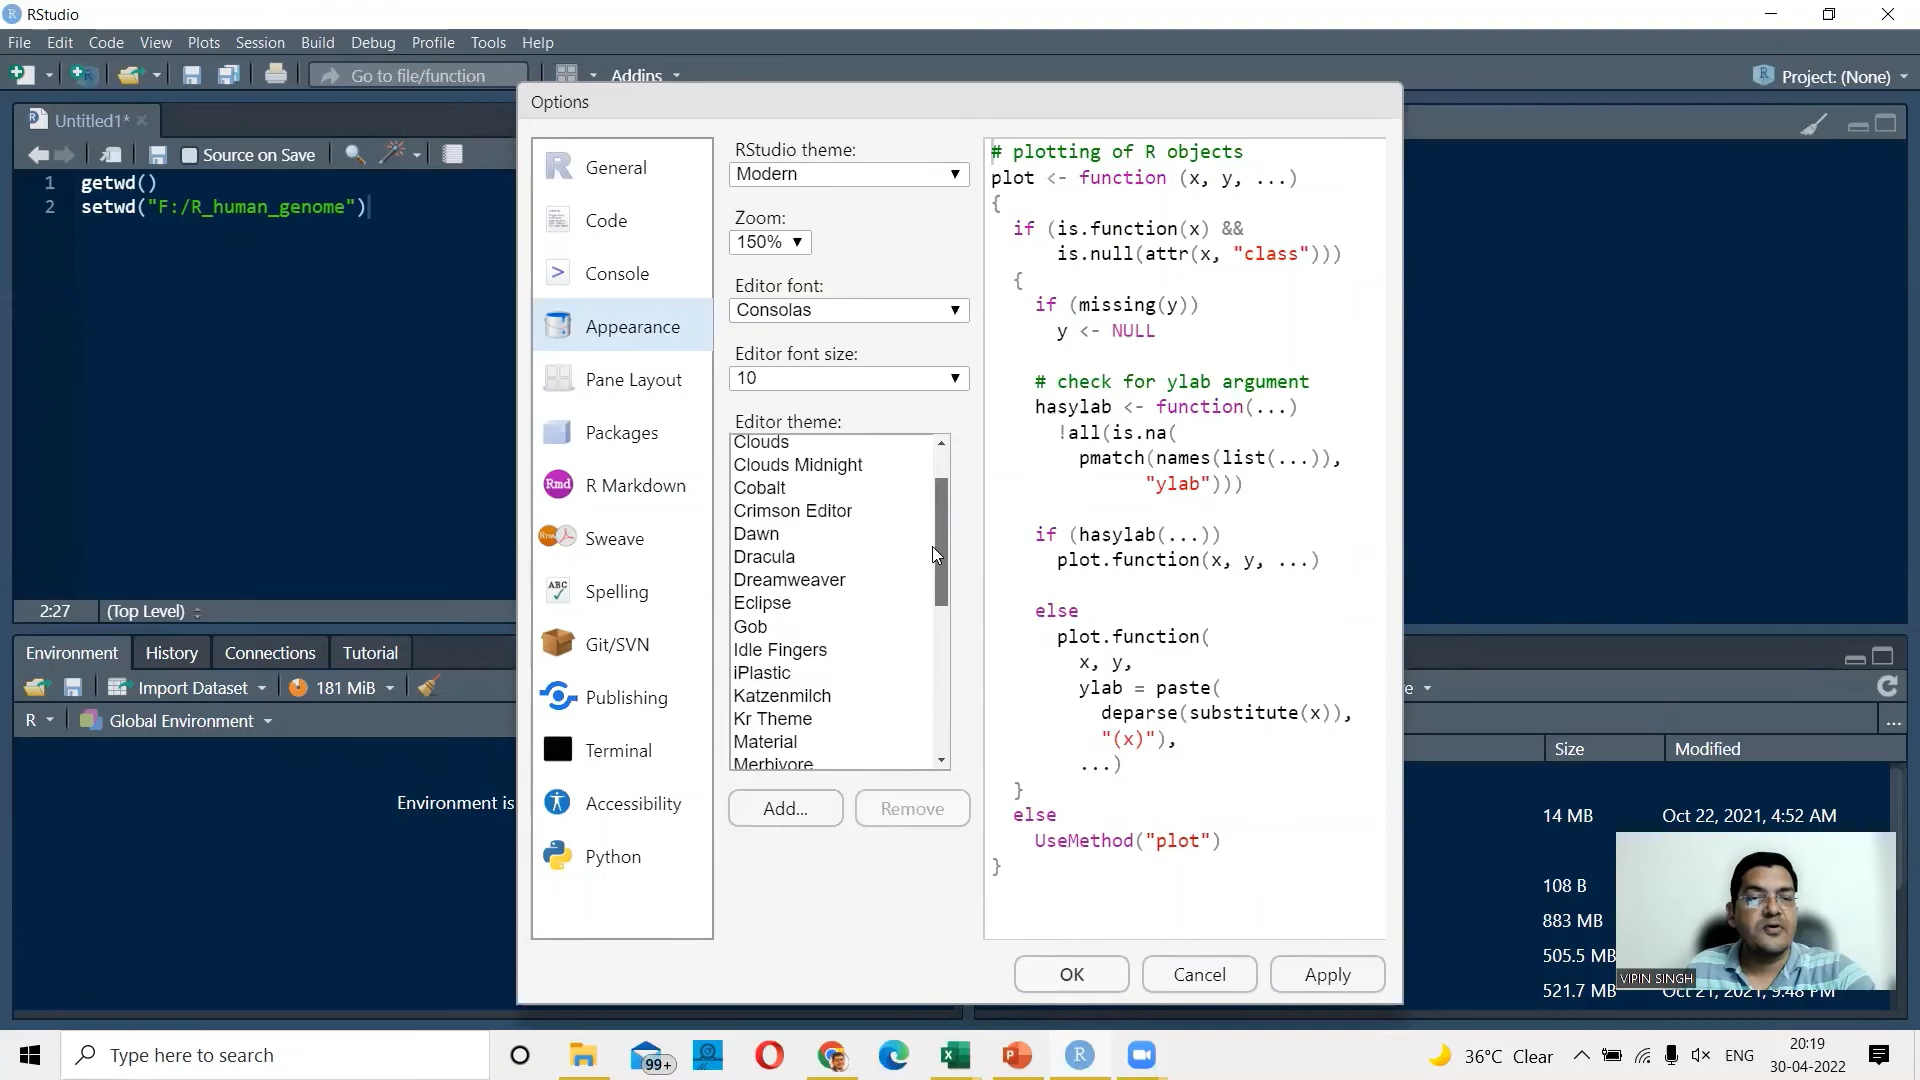 RStudio
File Edit Code View Plots Session Build Debug Profile Tools Help
Go to file/function
Addins
Project: (None)
Untitled1*
Source on Save
1 getwd()
2 setwd("F:/R_human_genome")
2:27 (Top Level)
Environment History Connections Tutorial
Import Dataset 181 MiB
R Global Environment
Environment is
Options
General
Code
Console
Appearance
Pane Layout
Packages
Rmd R Markdown
Rnw Sweave
ABC Spelling
Git/SVN
Publishing
Terminal
Accessibility
Python
RStudio theme:
Modern
Zoom:
150%
Editor font:
Consolas
Editor font size:
10
Editor theme:
Clouds
Clouds Midnight
Cobalt
Crimson Editor
Dawn
Dracula
Dreamweaver
Eclipse
Gob
Idle Fingers
iPlastic
Katzenmilch
Kr Theme
Material
Merbivore
Add... Remove
# plotting of R objects
plot <- function (x, y, ...)
{
if (is.function(x) &&
is.null(attr(x, "class")))
{
if (missing(y))
y <- NULL
# check for ylab argument
hasylab <- function(...)
!all(is.na(
pmatch(names(list(...)),
"ylab")))
if (hasylab(...))
plot.function(x, y, ...)
else
plot.function(
x, y,
ylab = paste(
deparse(substitute(x)),
"(x)"),
...)
}
else
UseMethod("plot")
}
OK Cancel Apply
e
...
Size Modified
14 MB Oct 22, 2021, 4:52 AM
108 B
883 MB
505.5 MB
521.7 MB Oct 21, 2021, 9:48 PM
VIPIN SINGH
Type here to search
99+
36°C Clear
ENG
20:19
30-04-2022